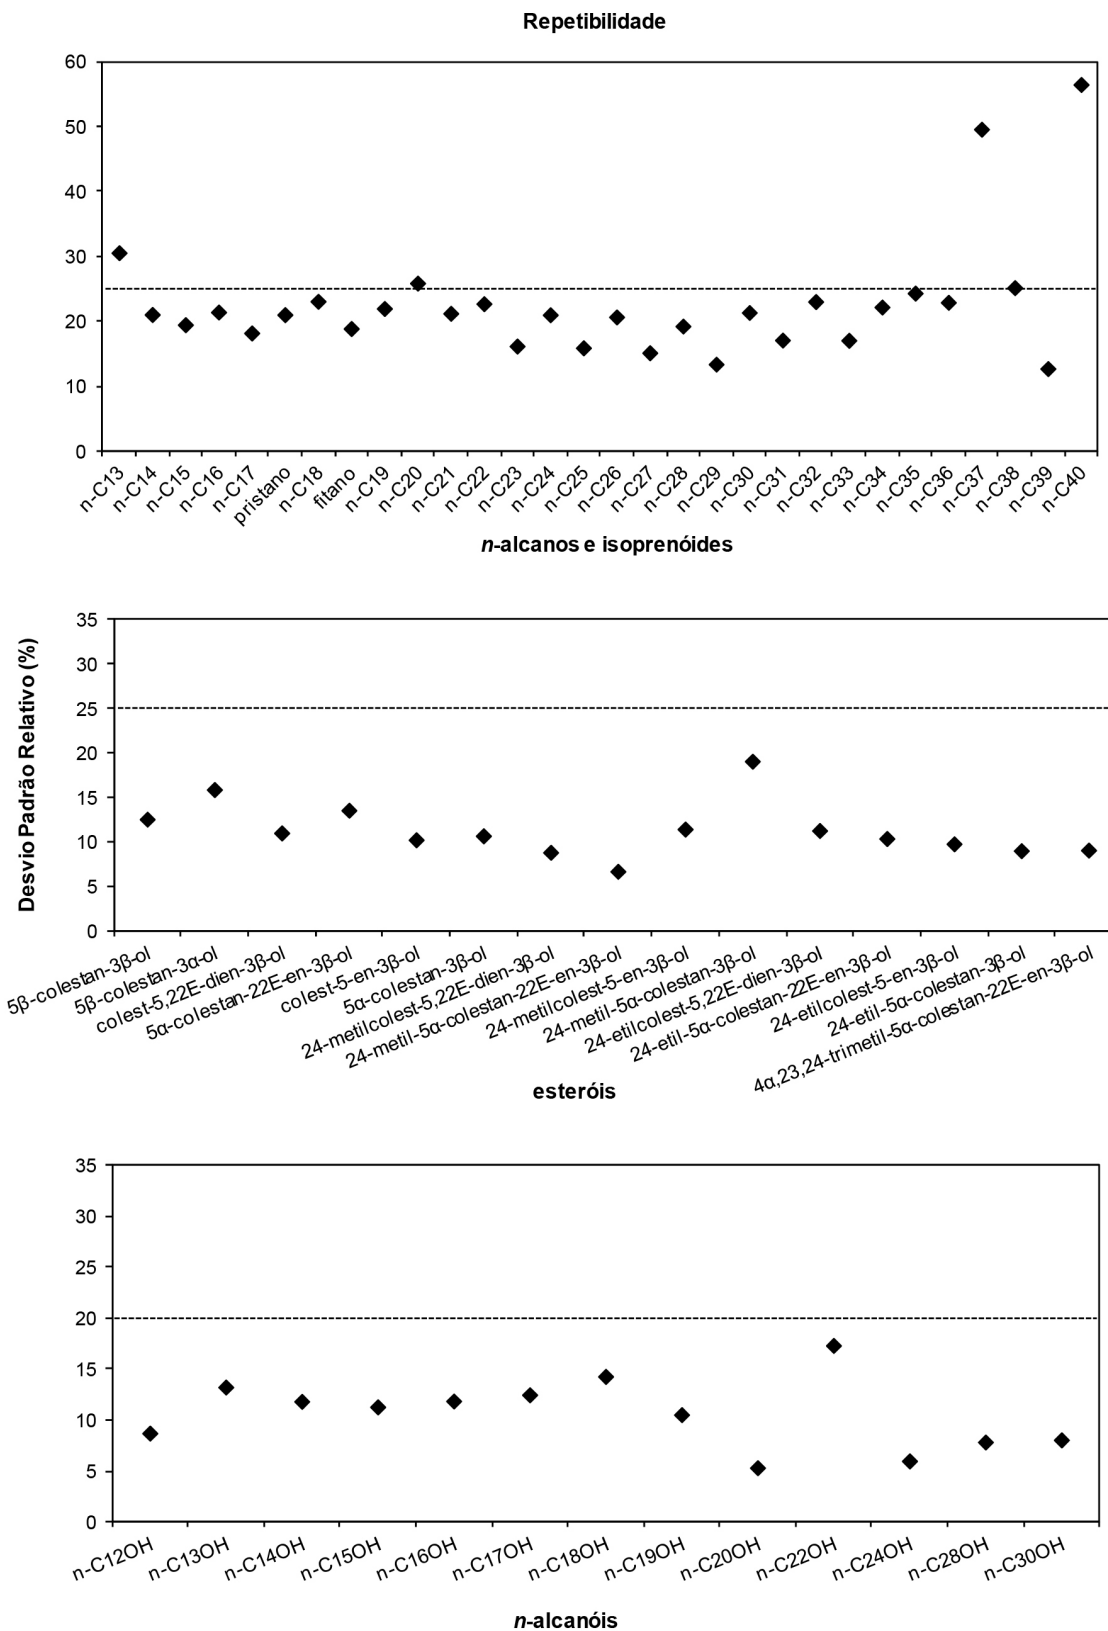 Repetibilidade
60
50
40
30
20
10
0
n-C13
n-C14
n-C15
n-C16
n-C17
pristano
n-C18
fitano
n-C19
n-C20
n-C21
n-C22
n-C23
n-C24
n-C25
n-C26
n-C27
n-C28
n-C29
n-C30
n-C31
n-C32
n-C33
n-C34
n-C35
n-C36
n-C37
n-C38
n-C39
n-C40
n-alcanos e isoprenóides
Desvio Padrão Relativo (%)
35
30
25
20
15
10
5
0
5β-colestan-3β-ol
5β-colestan-3α-ol
colest-5,22E-dien-3β-ol
5α-colestan-22E-en-3β-ol
colest-5-en-3β-ol
5α-colestan-3β-ol
24-metilcolest-5,22E-dien-3β-ol
24-metil-5α-colestan-22E-en-3β-ol
24-metilcolest-5-en-3β-ol
24-metil-5α-colestan-3β-ol
24-etilcolest-5,22E-dien-3β-ol
24-etil-5α-colestan-22E-en-3β-ol
24-etilcolest-5-en-3β-ol
24-etil-5α-colestan-3β-ol
4α,23,24-trimetil-5α-colestan-22E-en-3β-ol
esteróis
35
30
25
20
15
10
5
0
n-C12OH
n-C13OH
n-C14OH
n-C15OH
n-C16OH
n-C17OH
n-C18OH
n-C19OH
n-C20OH
n-C22OH
n-C24OH
n-C28OH
n-C30OH
n-alcanóis